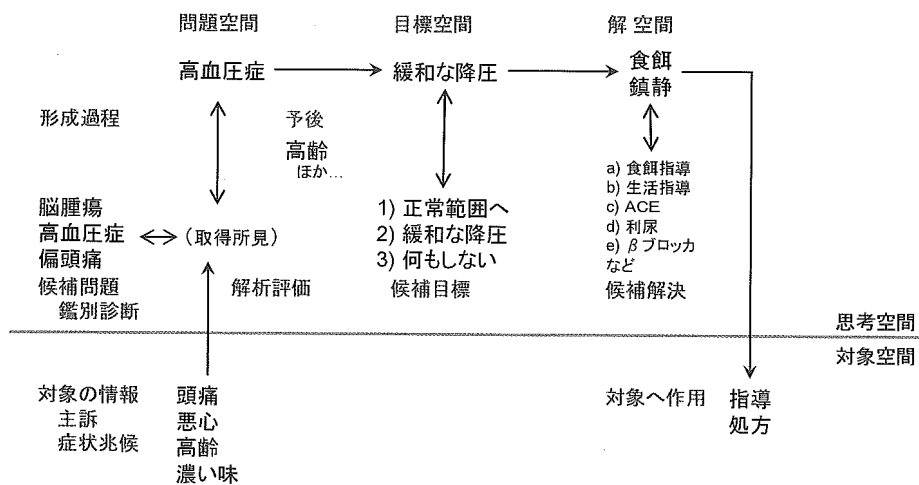 問題空間
目標空間
解 空間
高血圧症
緩和な降圧
食餌
鎮静
形成過程
予後
高齢
ほか…
脳腫瘍
高血圧症
偏頭痛
候補問題
鑑別診断
(取得所見)
解析評価
1) 正常範囲へ
2) 緩和な降圧
3) 何もしない
候補目標
a) 食餌指導
b) 生活指導
c) ACE
d) 利尿
e) βブロッカ
など
候補解決
思考空間
対象空間
対象の情報
主訴
症状兆候
頭痛
悪心
高齢
濃い味
対象へ作用
指導
処方